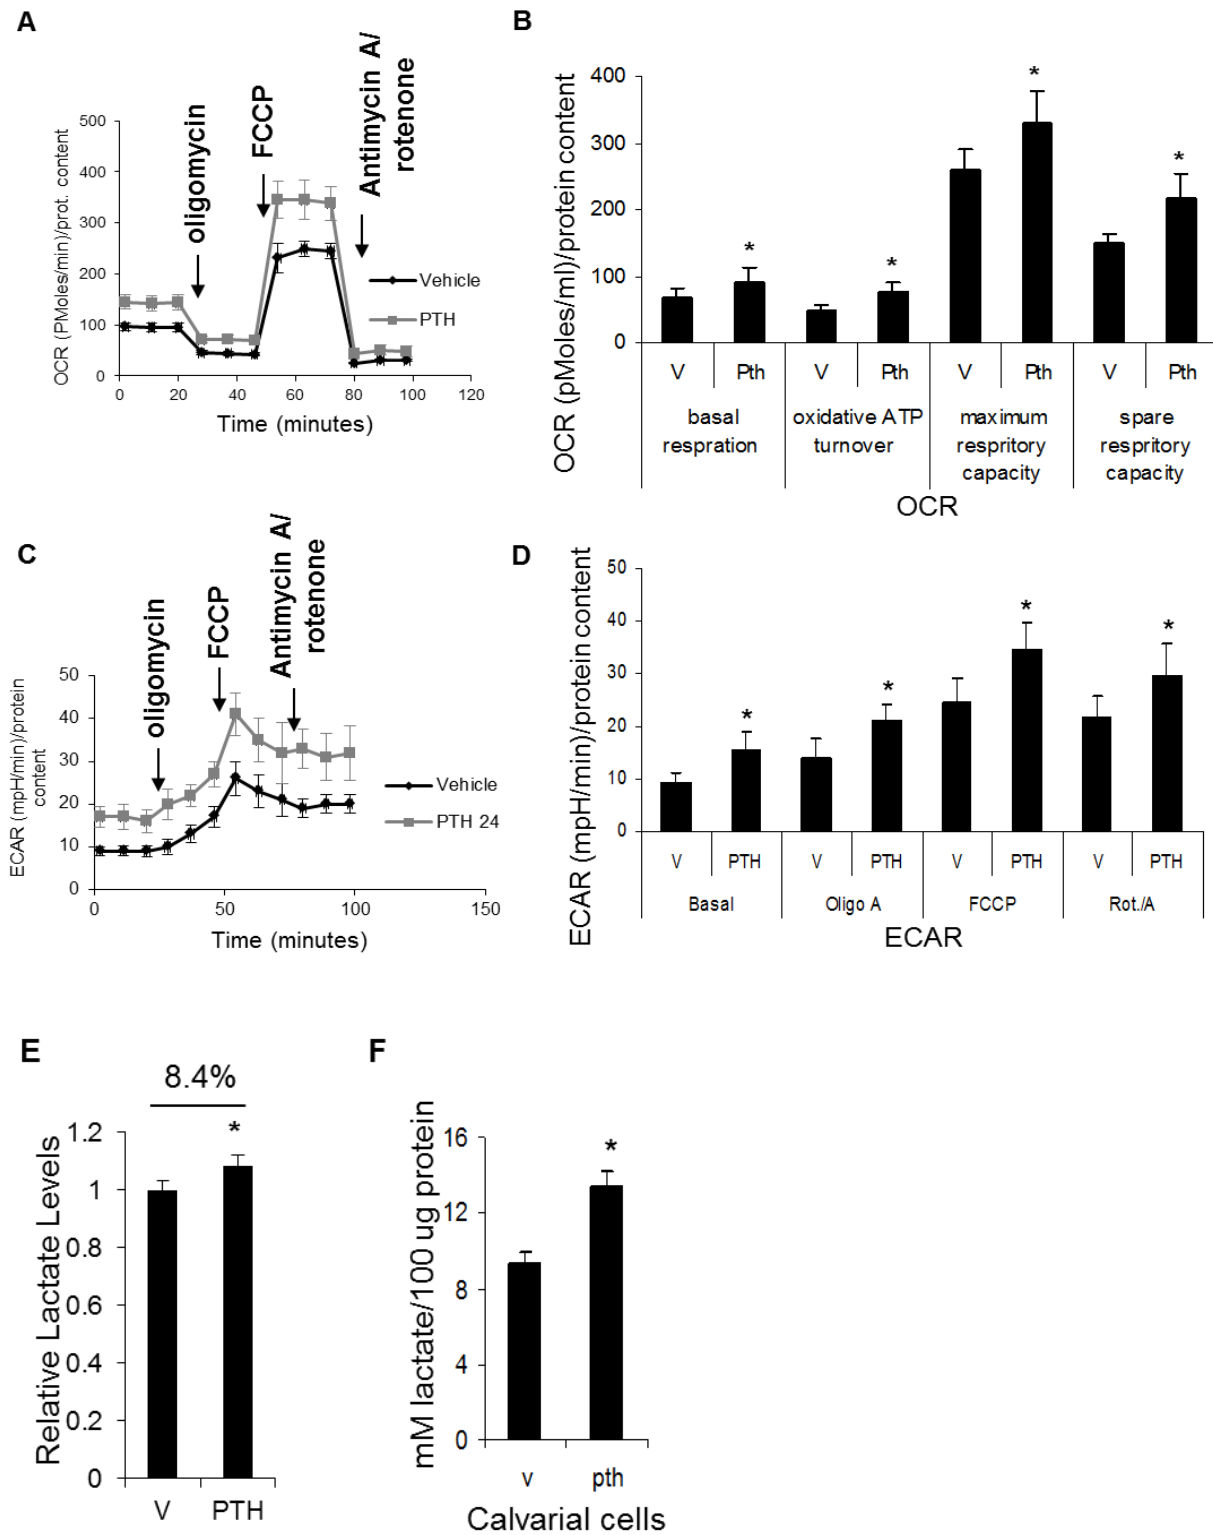 A
oligomycin
FCCP
Antimycin A/
rotenone
OCR (PMoles/min)/prot. content
500
400
300
200
100
0
0 20 40 60 80 100 120
Time (minutes)
Vehicle
PTH
B
OCR (pMoles/ml)/protein content
400
300
200
100
0
*
*
*
*
V Pth V Pth V Pth V Pth
basal
respration
oxidative ATP
turnover
maximum
respritory
capacity
spare
respritory
capacity
OCR
C
oligomycin
FCCP
Antimycin A/
rotenone
ECAR (mpH/min)/protein
content
50
40
30
20
10
0
0 50 100 150
Time (minutes)
Vehicle
PTH 24
D
ECAR (mpH/min)/protein content
50
40
30
20
10
0
*
*
*
*
V PTH V PTH V PTH V PTH
Basal Oligo A FCCP Rot./A
ECAR
E
8.4%
*
Relative Lactate Levels
1.2
1
0.8
0.6
0.4
0.2
0
V PTH
F
mM lactate/100 ug protein
16
12
8
4
0
*
v pth
Calvarial cells